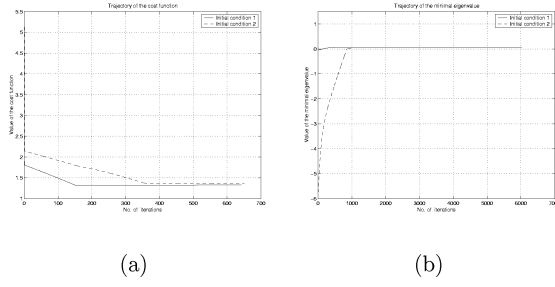 Trajectory of the cost function
Initial condition 1
Initial condition 2
Value of the cost function
5.5
5
4.5
4
3.5
3
2.5
2
1.5
1
0 100 200 300 400 500 600 700
No. of iterations
(a)
Trajectory of the minimal eigenvalue
Initial condition 1
Initial condition 2
Value of the minimal eigenvalue
1
0
-1
-2
-3
-4
-5
-6
0 1000 2000 3000 4000 5000 6000 7000
No. of iterations
(b)